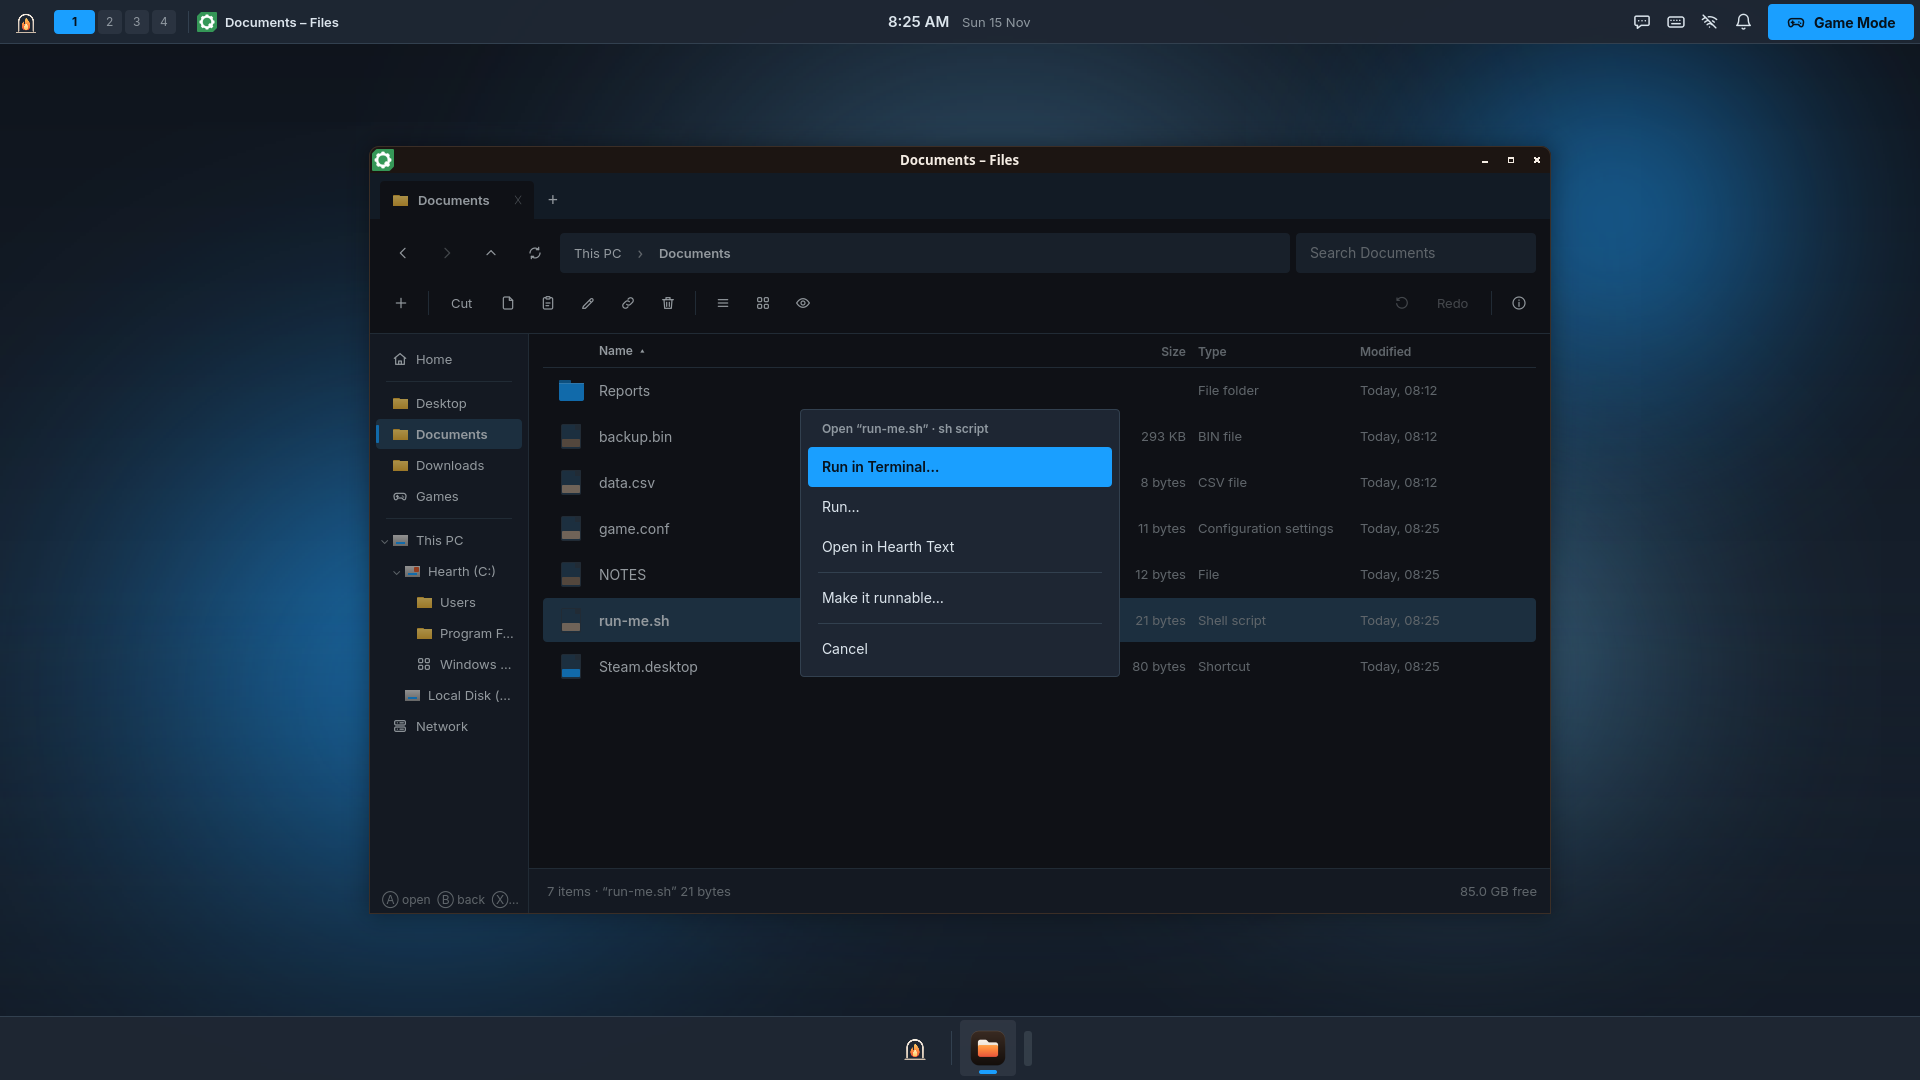 1 2 3 4 Documents – Files 8:25 AM Sun 15 Nov Game Mode
Documents – Files
Documents X +
This PC › Documents Search Documents
Cut Redo
Home
Desktop
Documents
Downloads
Games
This PC
Hearth (C:)
Users
Program F...
Windows ...
Local Disk (...
Network
A open B back X...
Name Size Type Modified
Reports File folder Today, 08:12
backup.bin 293 KB BIN file Today, 08:12
data.csv 8 bytes CSV file Today, 08:12
game.conf 11 bytes Configuration settings Today, 08:25
NOTES 12 bytes File Today, 08:25
run-me.sh 21 bytes Shell script Today, 08:25
Steam.desktop 80 bytes Shortcut Today, 08:25
Open “run-me.sh” · sh script
Run in Terminal...
Run...
Open in Hearth Text
Make it runnable...
Cancel
7 items · “run-me.sh” 21 bytes 85.0 GB free